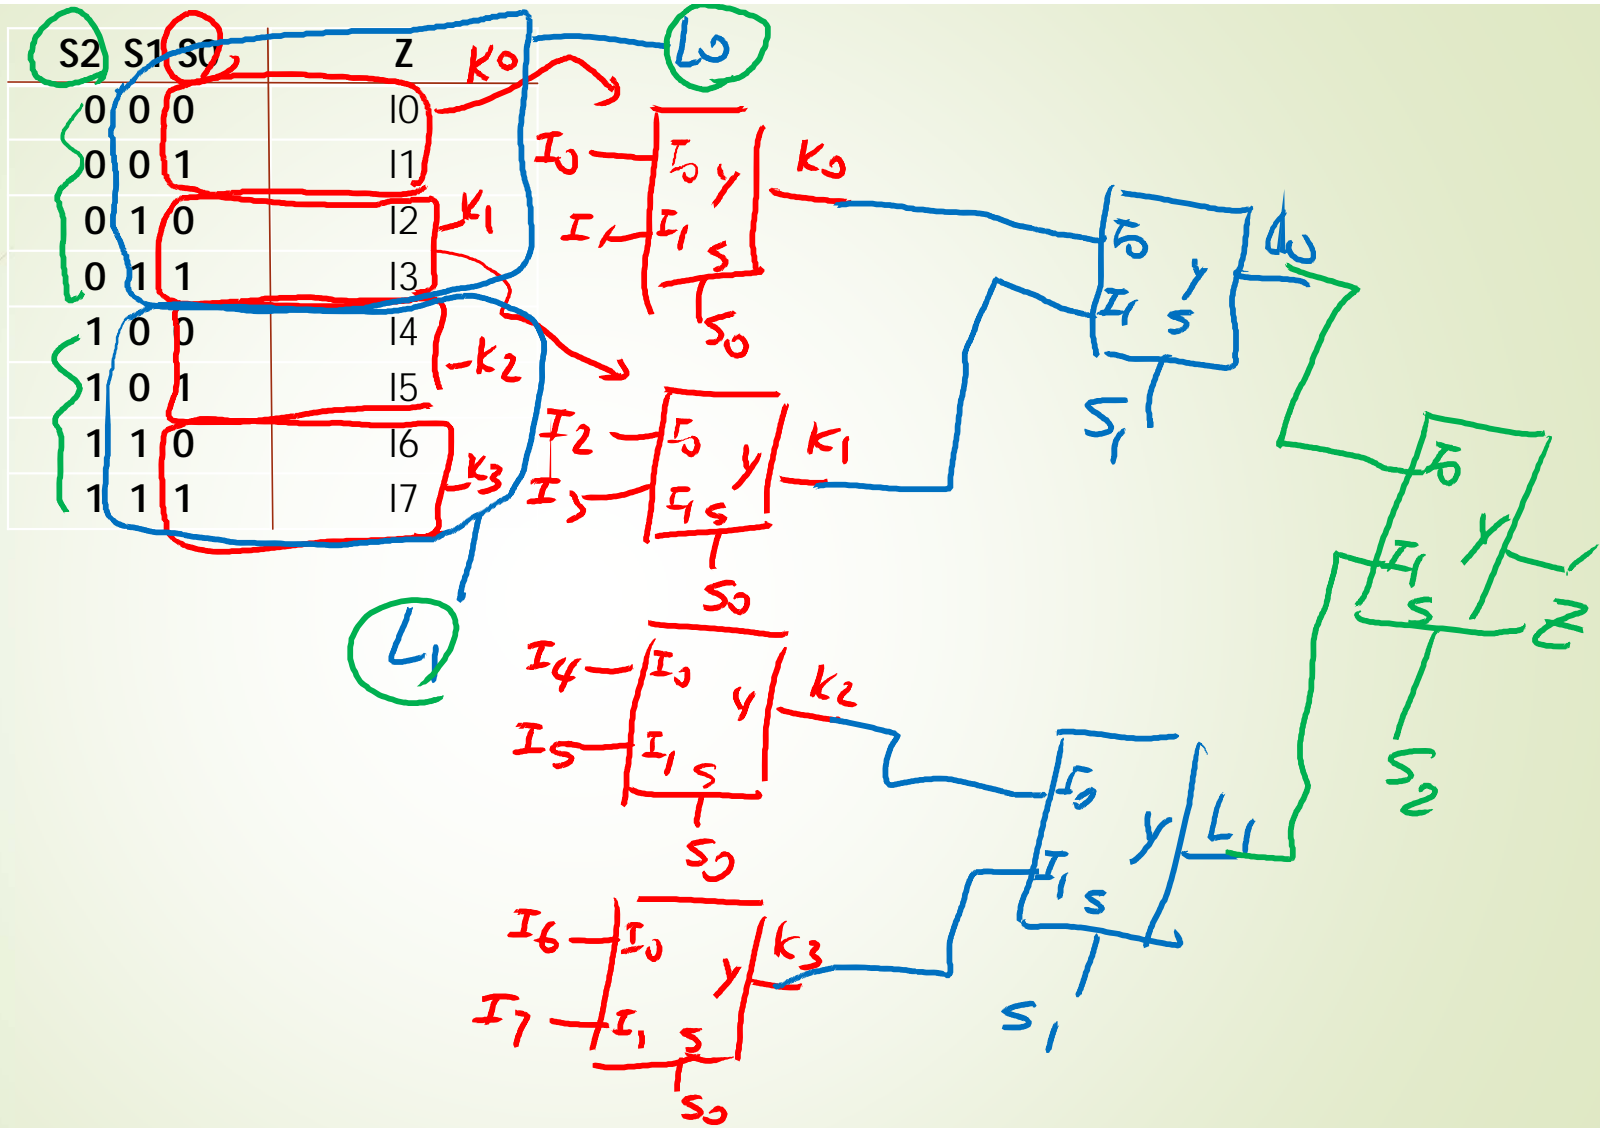 S2 S1 S0 Z
0 0 0 I0
0 0 1 I1
0 1 0 I2
0 1 1 I3
1 0 0 I4
1 0 1 I5
1 1 0 I6
1 1 1 I7
K0
K1
K2
K3
L0
L1
I0 I0 y K0
I1 I1 S
S0
I2 I0 y K1
I3 I1 S
S0
I4 I0 y K2
I5 I1 S
S0
I6 I0 y K3
I7 I1 S
S0
I0 y L0
I1 S
S1
I0 y L1
I1 S
S1
I0 y
I1 S Z
S2